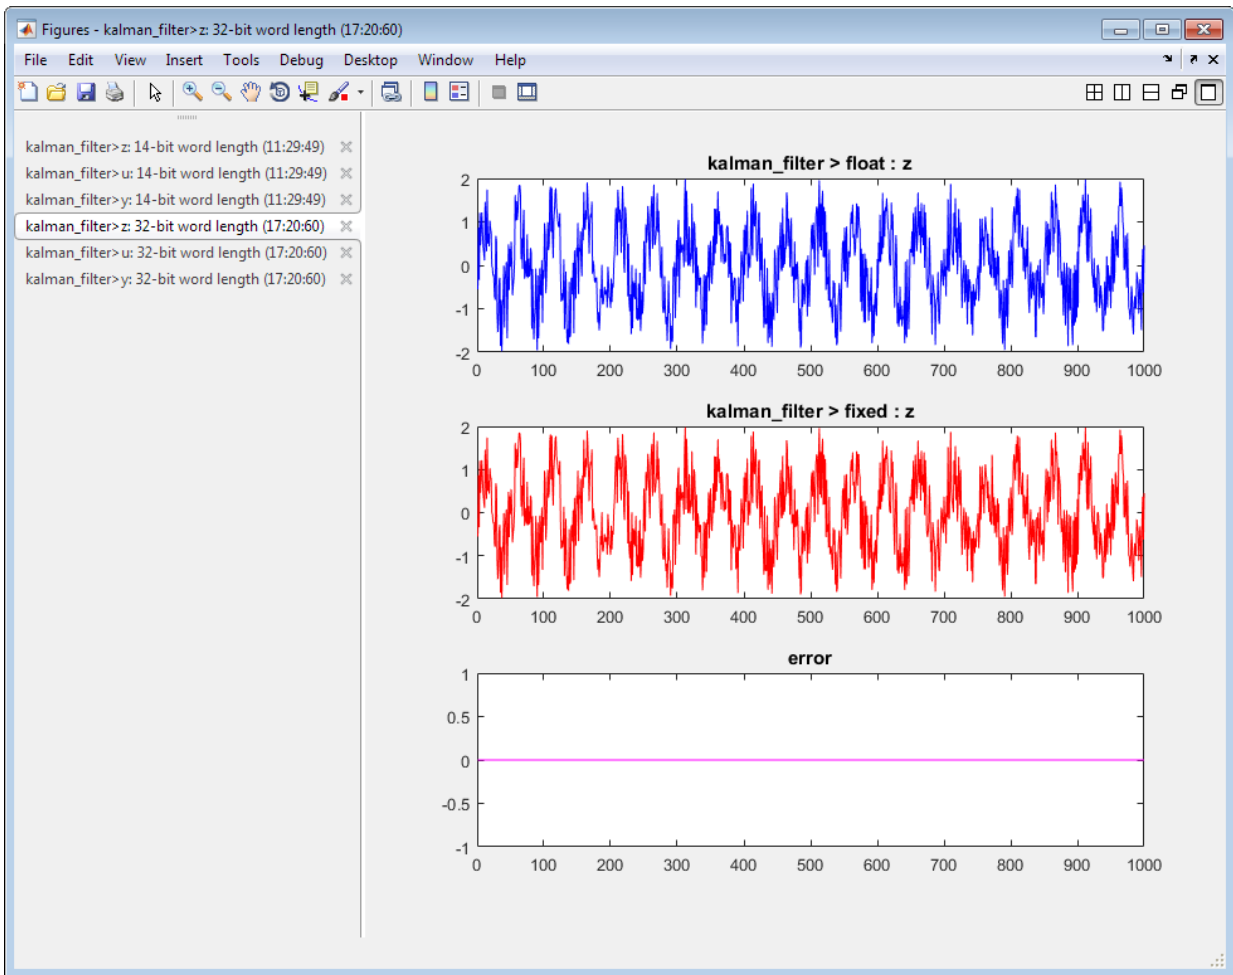 Figures - kalman_filter>z: 32-bit word length (17:20:60)
File Edit View Insert Tools Debug Desktop Window Help
kalman_filter>z: 14-bit word length (11:29:49)
kalman_filter>u: 14-bit word length (11:29:49)
kalman_filter>y: 14-bit word length (11:29:49)
kalman_filter>z: 32-bit word length (17:20:60)
kalman_filter>u: 32-bit word length (17:20:60)
kalman_filter>y: 32-bit word length (17:20:60)
kalman_filter > float : z
2
1
0
-1
-2
0 100 200 300 400 500 600 700 800 900 1000
kalman_filter > fixed : z
2
1
0
-1
-2
0 100 200 300 400 500 600 700 800 900 1000
error
1
0.5
0
-0.5
-1
0 100 200 300 400 500 600 700 800 900 1000